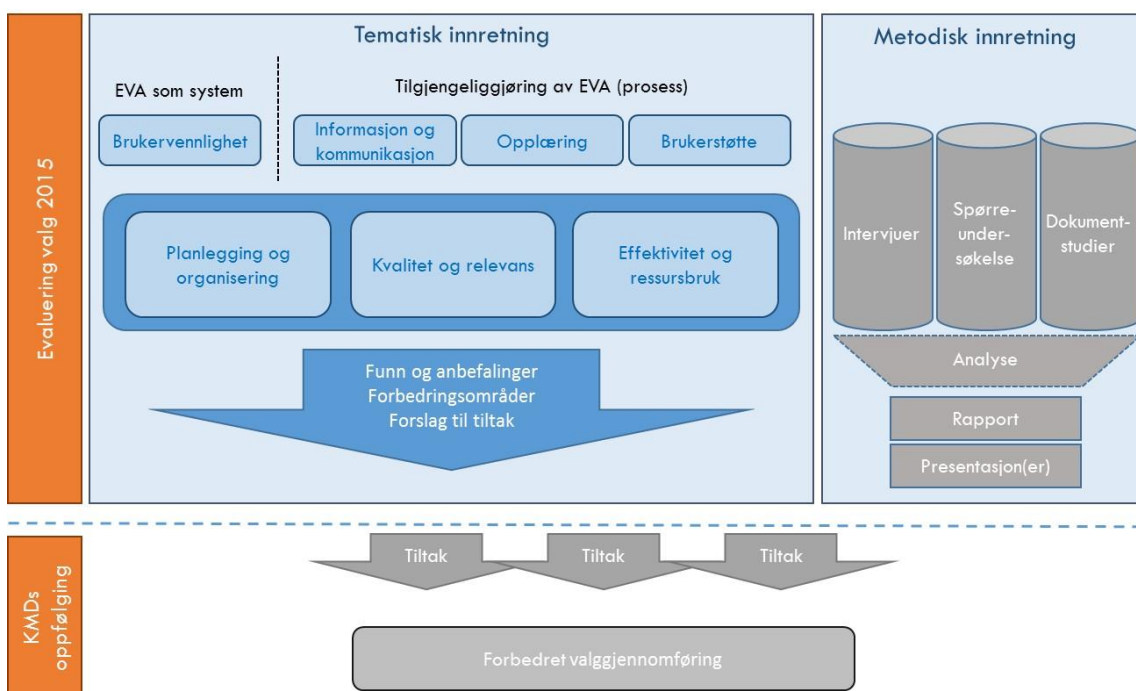 Evaluering valg 2015
Tematisk innretning
EVA som system
Tilgjengeliggjøring av EVA (prosess)
Brukervennlighet
Informasjon og
kommunikasjon
Opplæring
Brukerstøtte
Planlegging og
organisering
Kvalitet og relevans
Effektivitet og
ressursbruk
Funn og anbefalinger
Forbedringsområder
Forslag til tiltak
Metodisk innretning
Intervjuer
Spørre-
under-
søkelse
Dokument-
studier
Analyse
Rapport
Presentasjon(er)
KMDs
oppfølging
Tiltak
Tiltak
Tiltak
Forbedret valggjennomføring